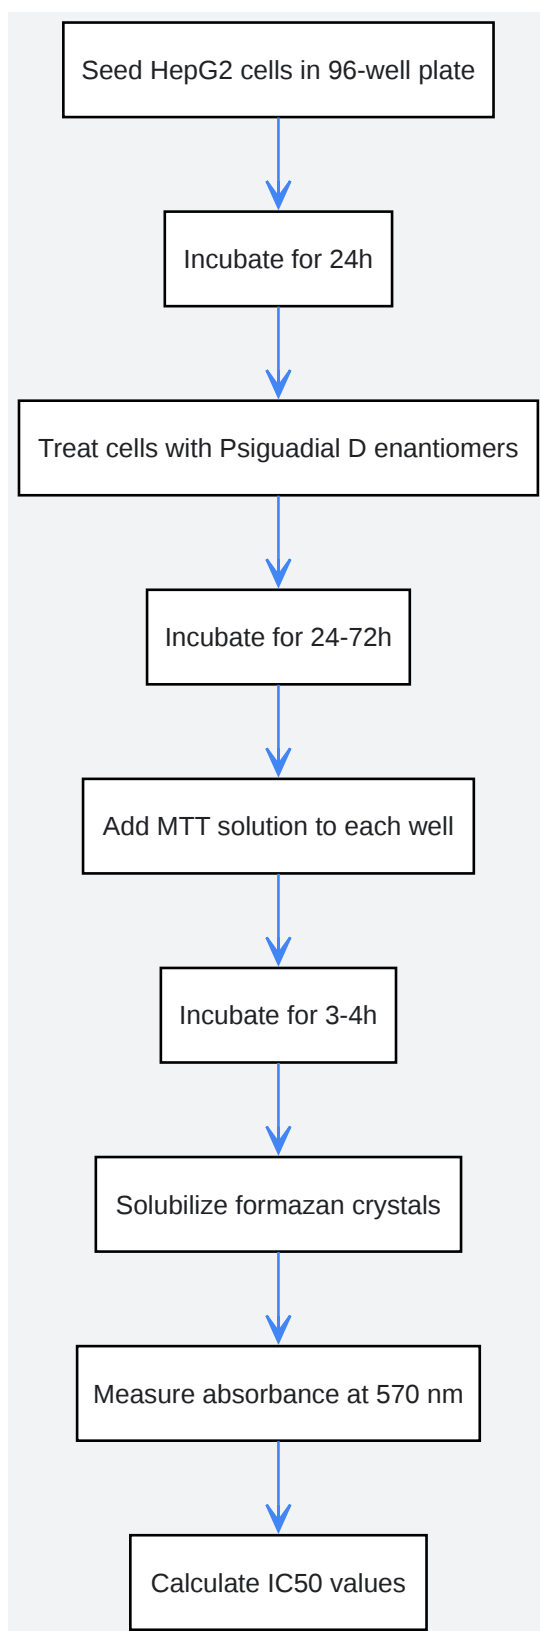 Seed HepG2 cells in 96-well plate
Incubate for 24h
Treat cells with Psiguadial D enantiomers
Incubate for 24-72h
Add MTT solution to each well
Incubate for 3-4h
Solubilize formazan crystals
Measure absorbance at 570 nm
Calculate IC50 values